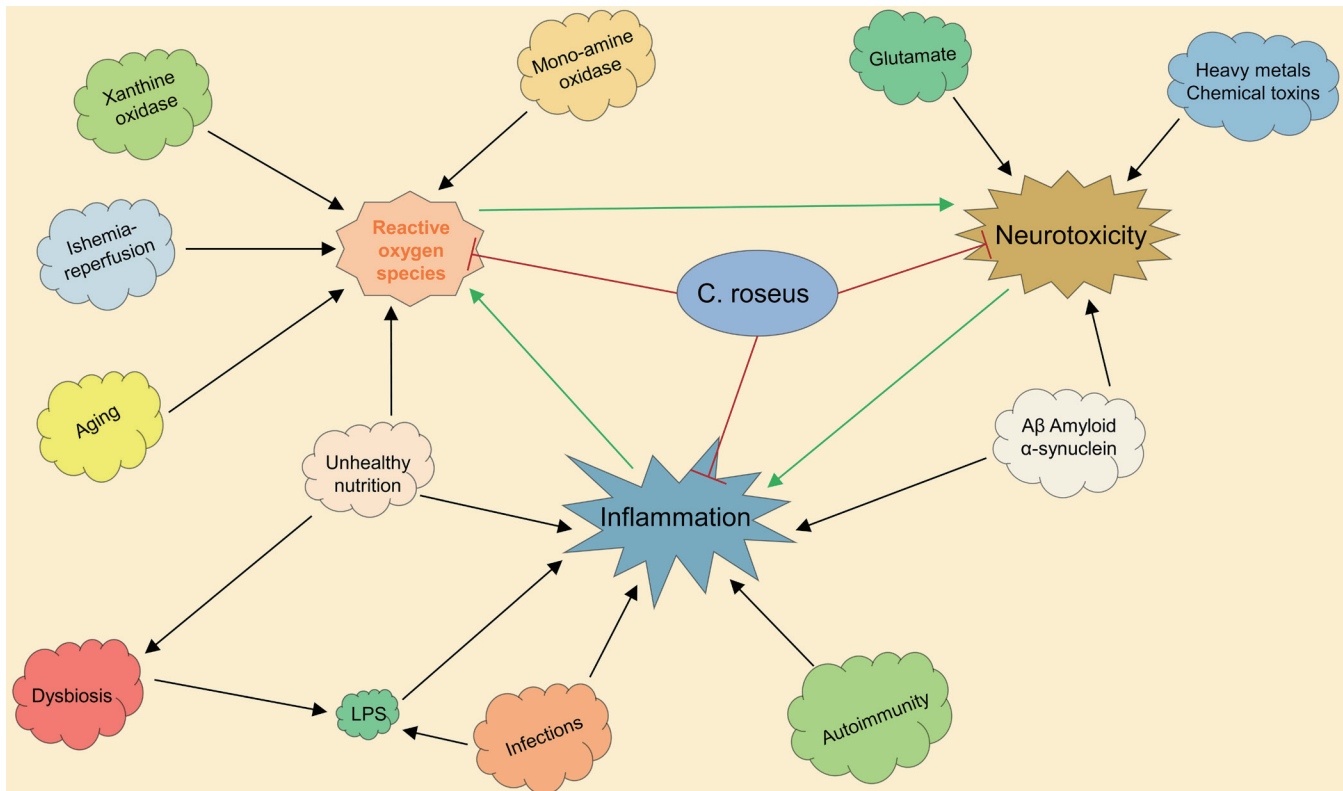 Xanthine
oxidase
Mono-amine
oxidase
Glutamate
Heavy metals
Chemical toxins
Ishemia-
reperfusion
Reactive
oxygen
species
Neurotoxicity
C. roseus
Aging
Unhealthy
nutrition
Aβ Amyloid
α-synuclein
Inflammation
Dysbiosis
LPS
Infections
Autoimmunity